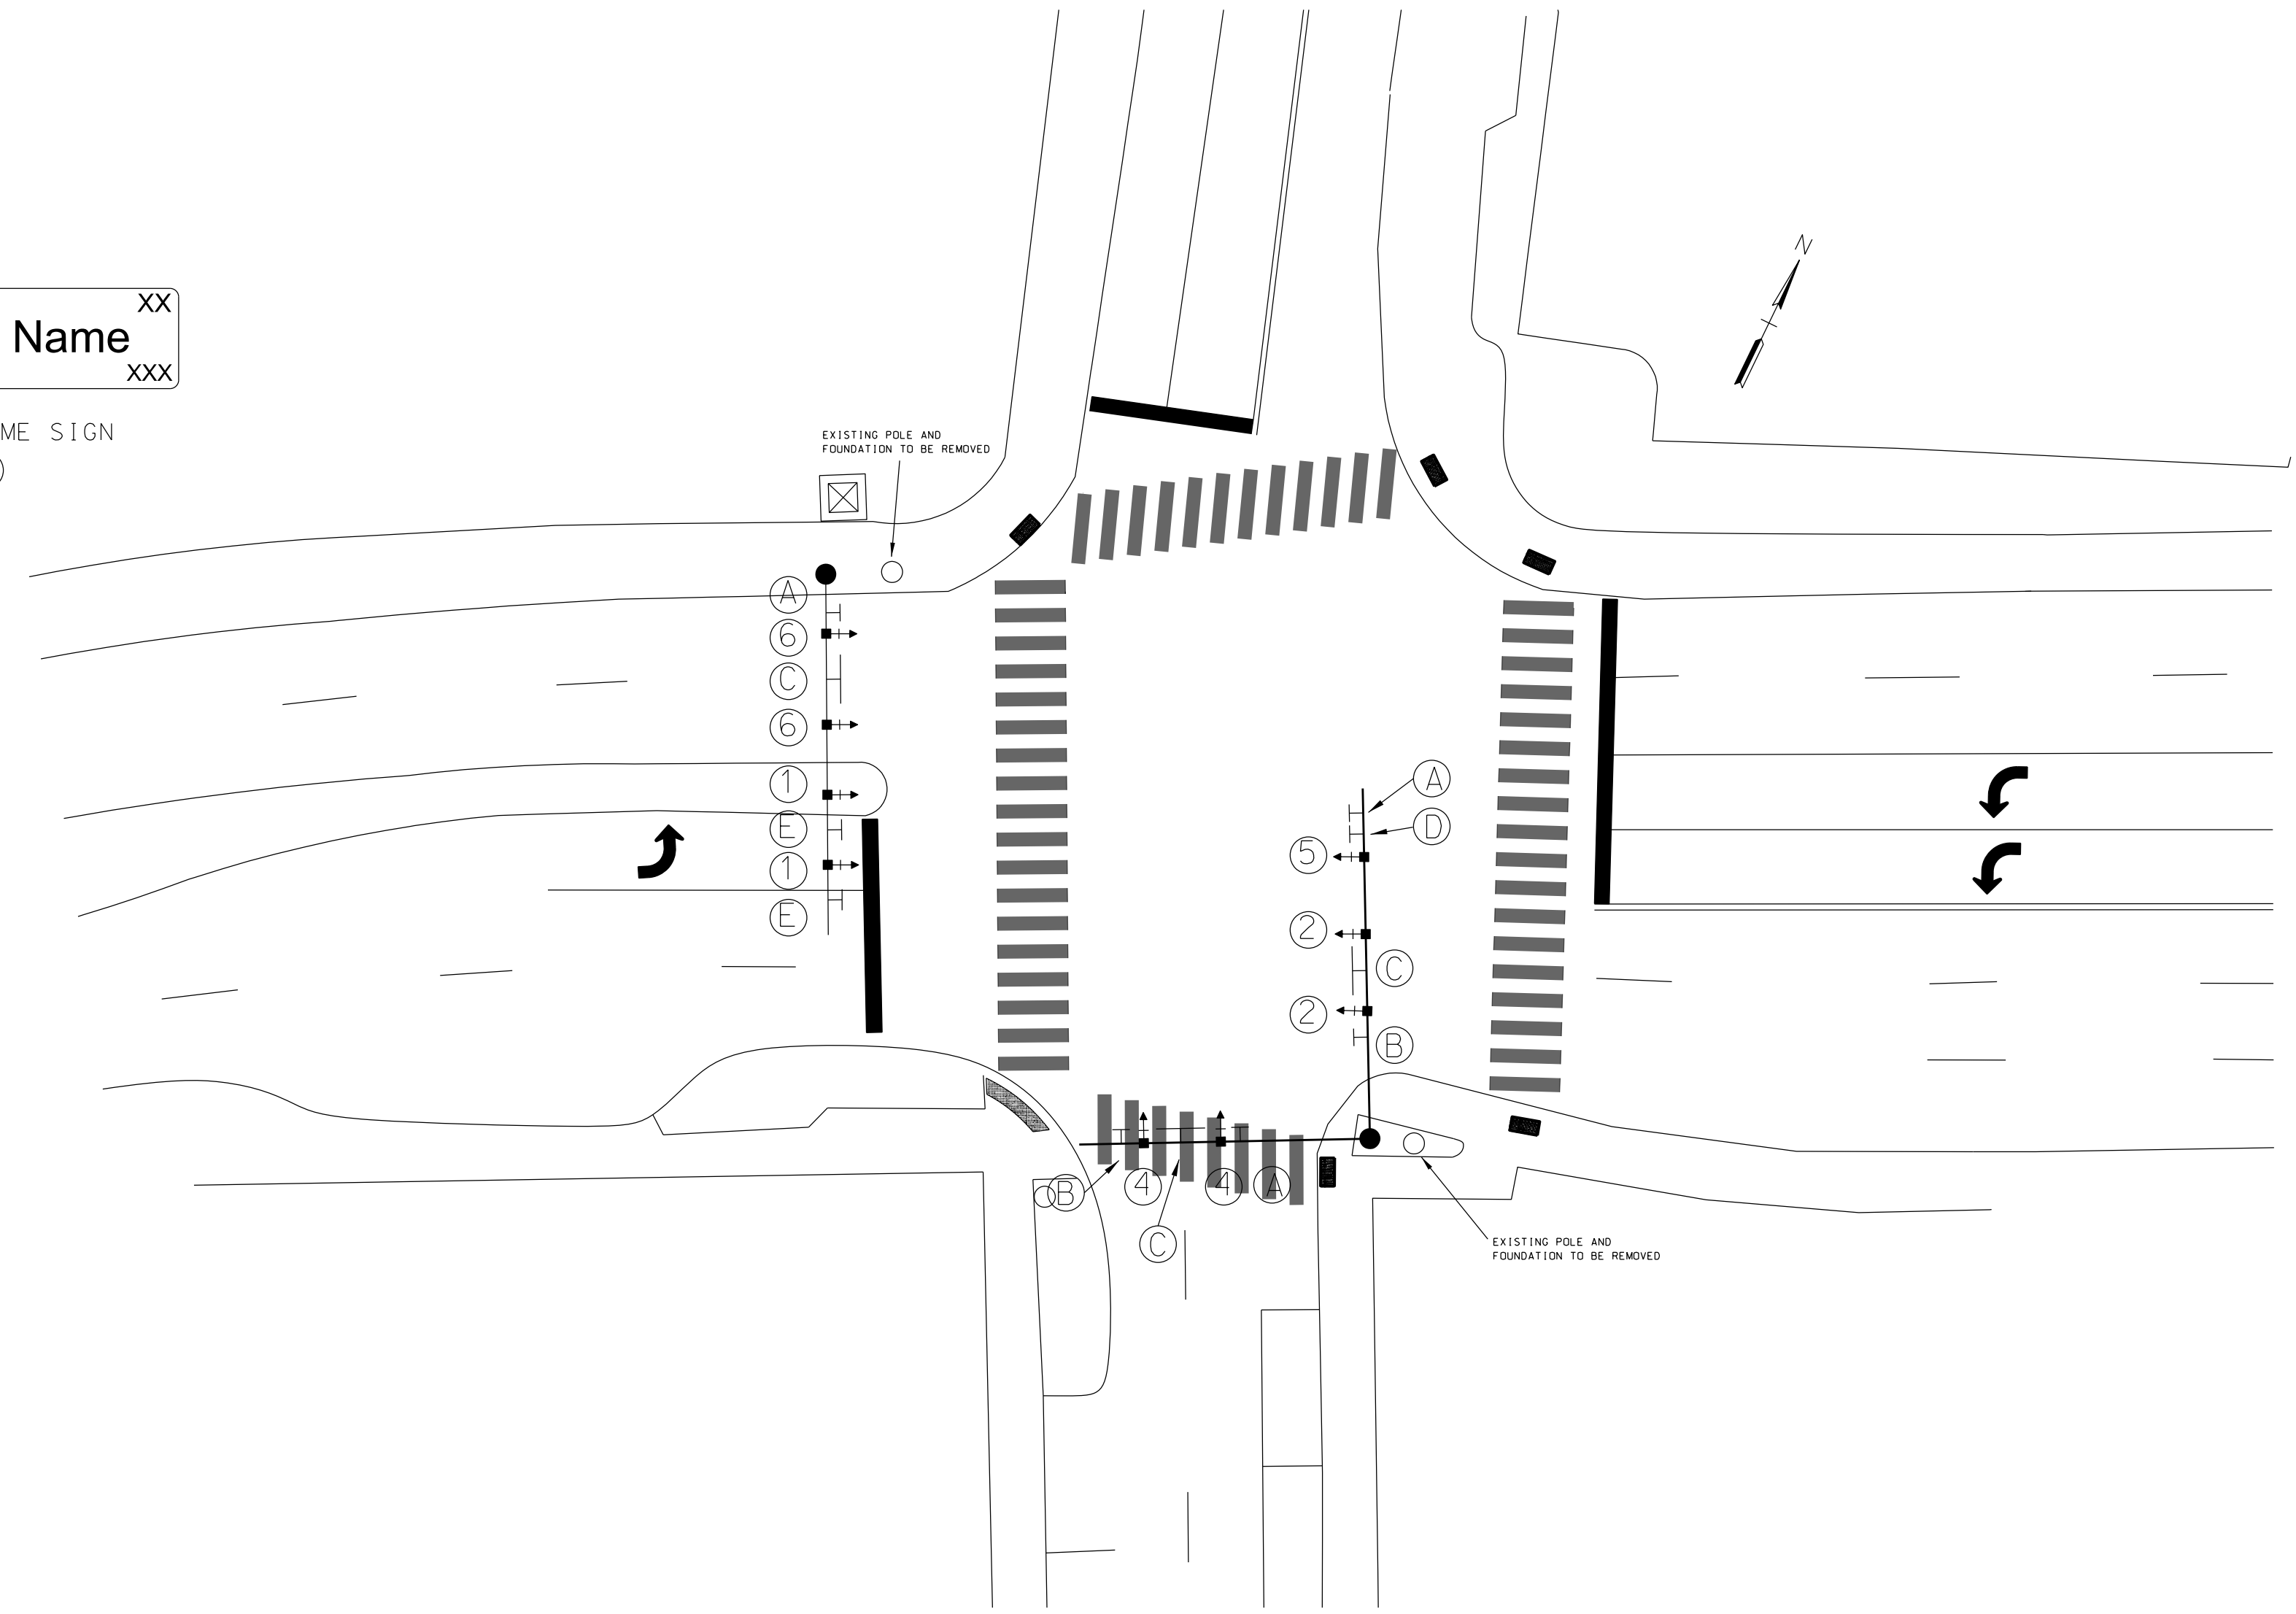 N
XX
Name
XXX
ME SIGN
EXISTING POLE AND
FOUNDATION TO BE REMOVED
A
6
C
6
1
E
1
E
A
D
5
2
C
2
B
B
4
4
A
C
EXISTING POLE AND
FOUNDATION TO BE REMOVED